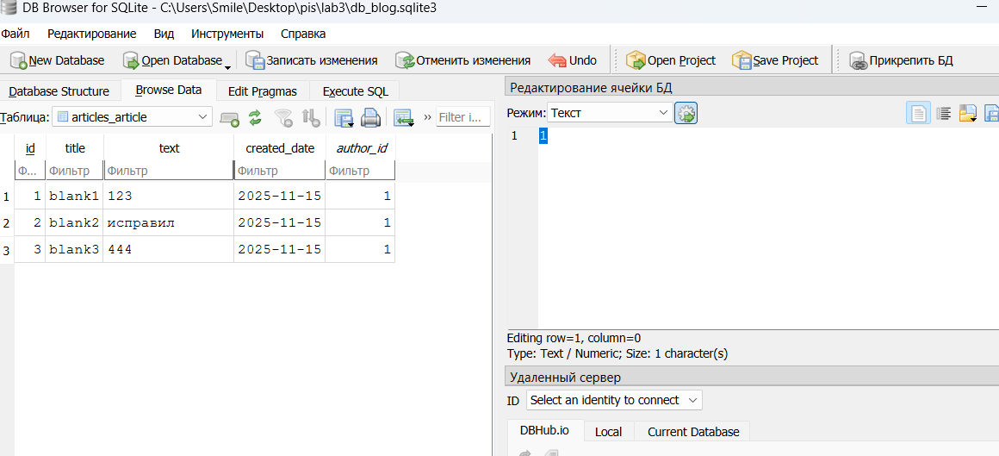 DB Browser for SQLite - C:\Users\Smile\Desktop\pis\lab3\db_blog.sqlite3
Файл Редактирование Вид Инструменты Справка
New Database Open Database Записать изменения Отменить изменения Undo Open Project Save Project Прикрепить БД
Database Structure Browse Data Edit Pragmas Execute SQL
Таблица: articles_article » Filter i...
id title text created_date author_id
Ф... Фильтр Фильтр Фильтр Фильтр
1 1 blank1 123 2025-11-15 1
2 2 blank2 исправил 2025-11-15 1
3 3 blank3 444 2025-11-15 1
Редактирование ячейки БД
Режим: Текст
1 1
Editing row=1, column=0
Type: Text / Numeric; Size: 1 character(s)
Удаленный сервер
ID Select an identity to connect
DBHub.io Local Current Database